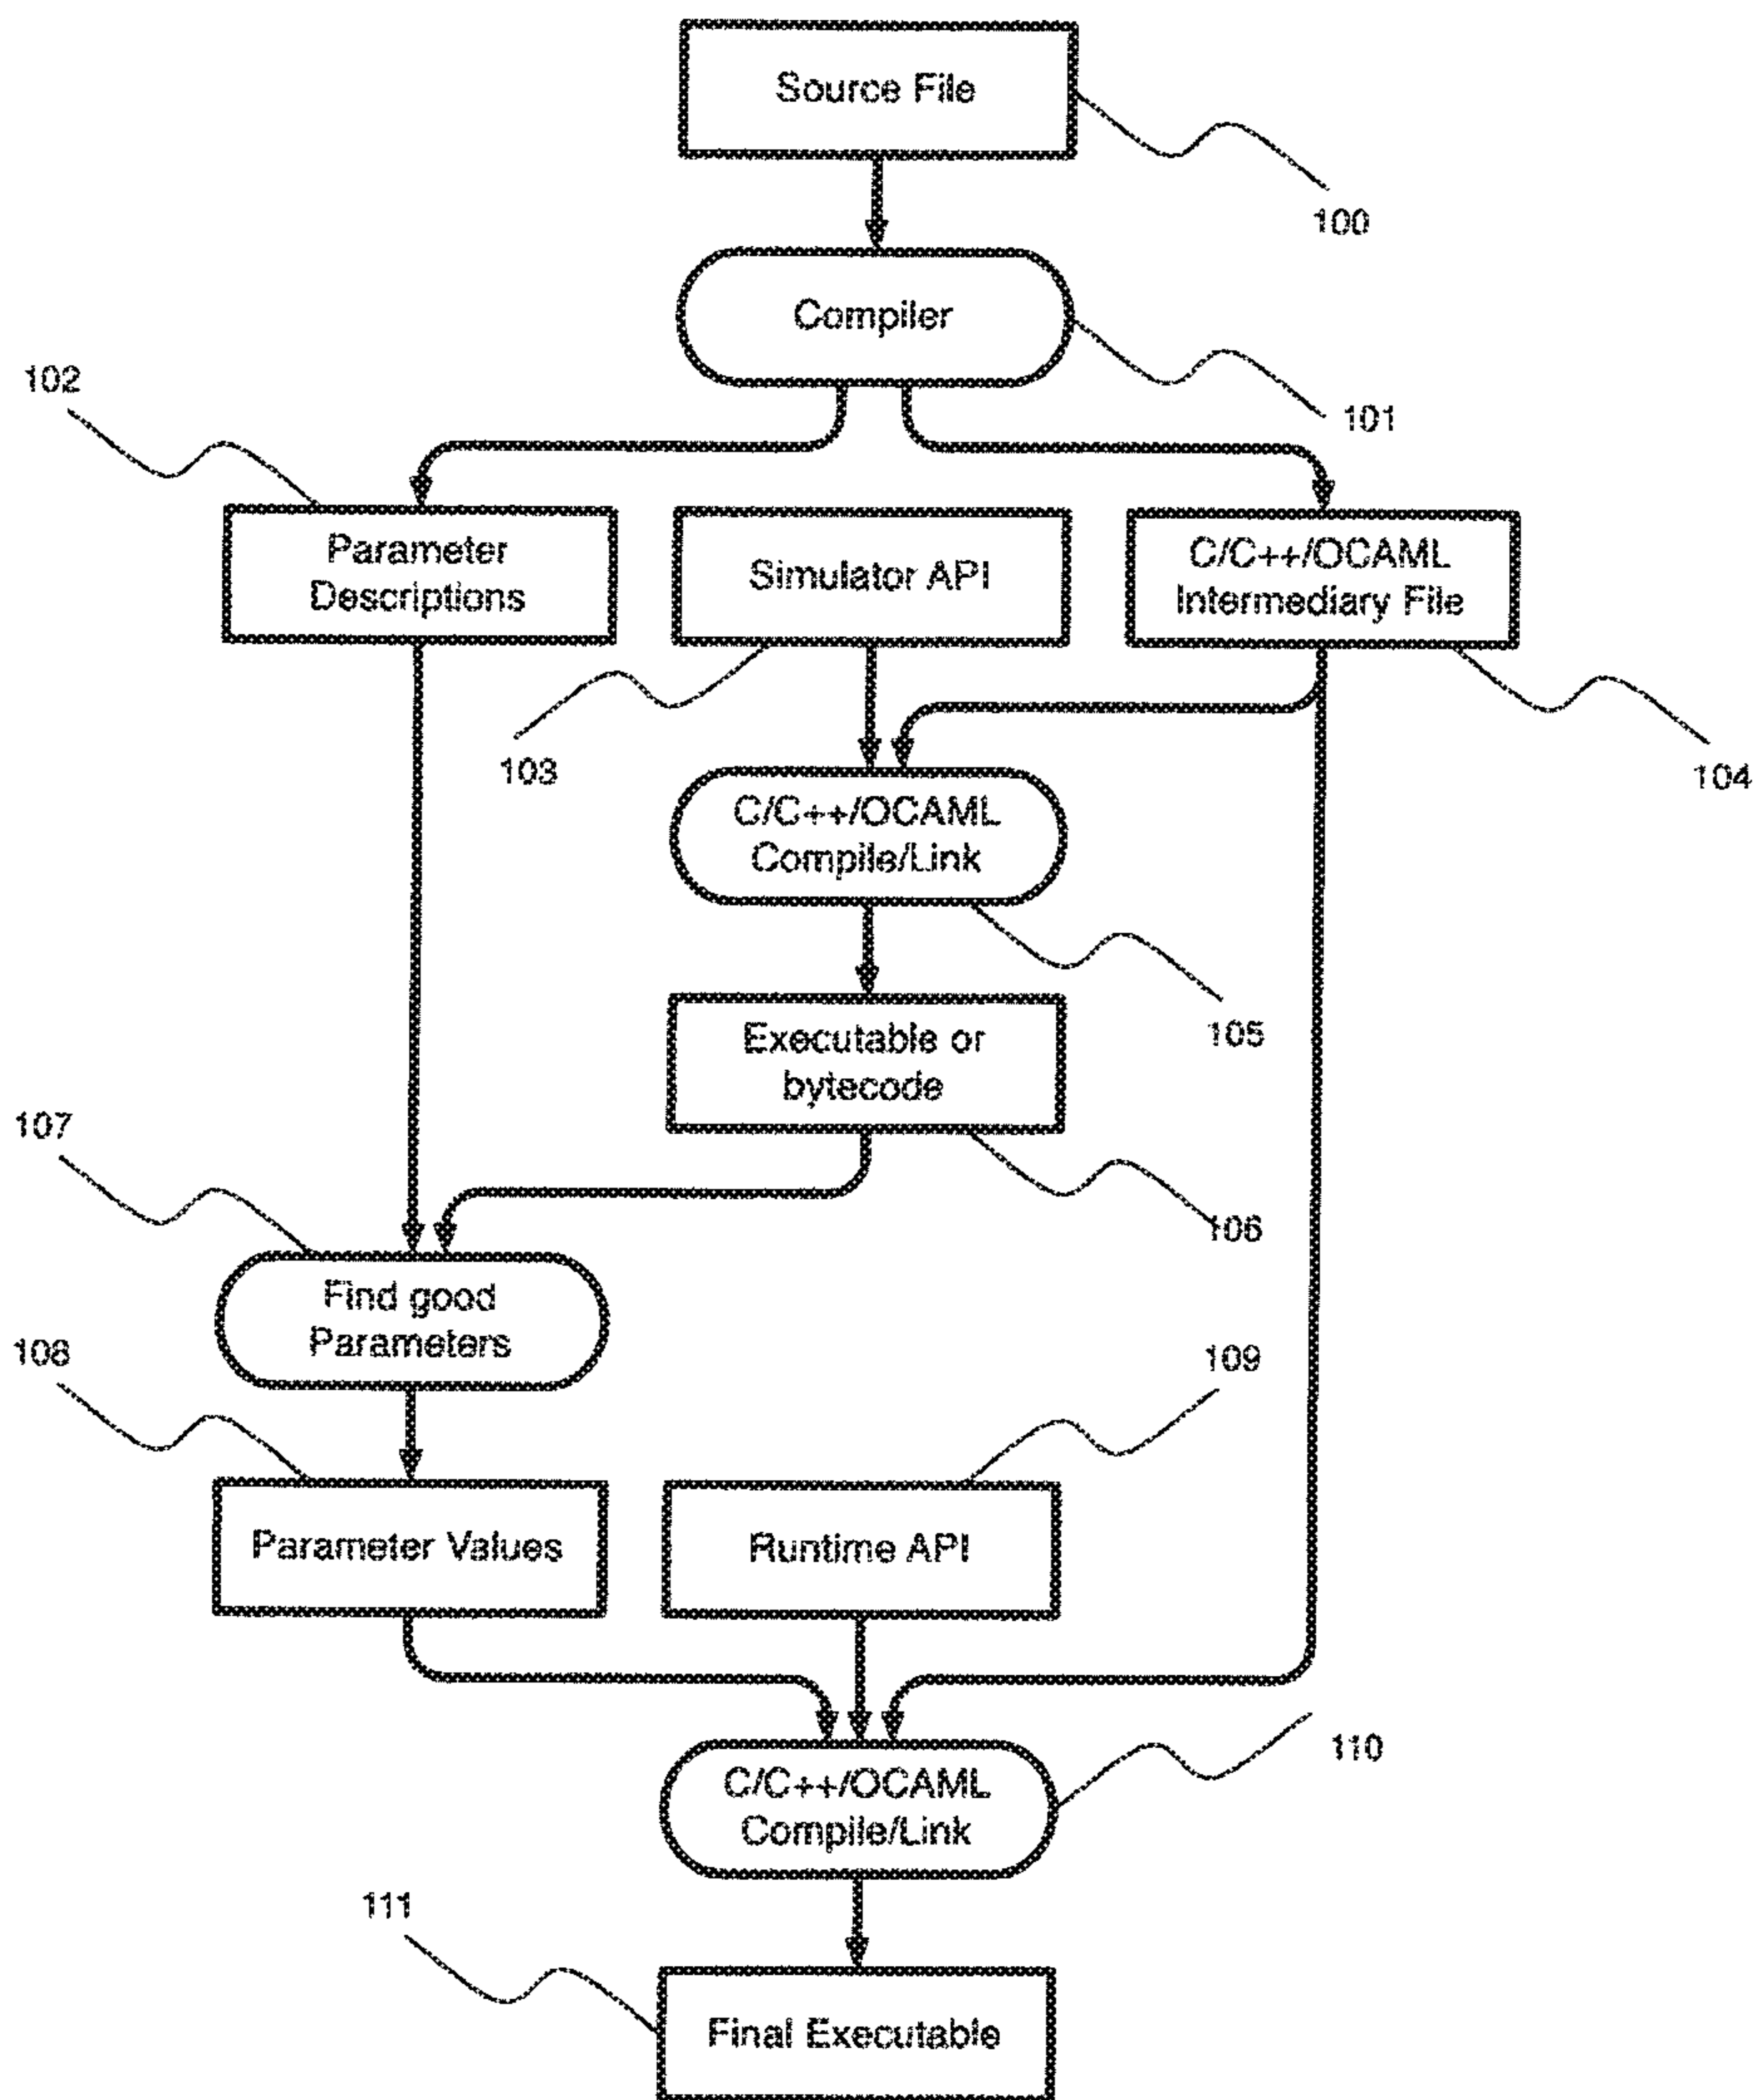 Source File
100
Compiler
101
102
Parameter
Descriptions
Simulator API
C/C++/OCAML
Intermediary File
103
104
C/C++/OCAML
Compile/Link
105
Executable or
bytecode
106
107
Find good
Parameters
108
109
Parameter Values
Runtime API
110
C/C++/OCAML
Compile/Link
111
Final Executable